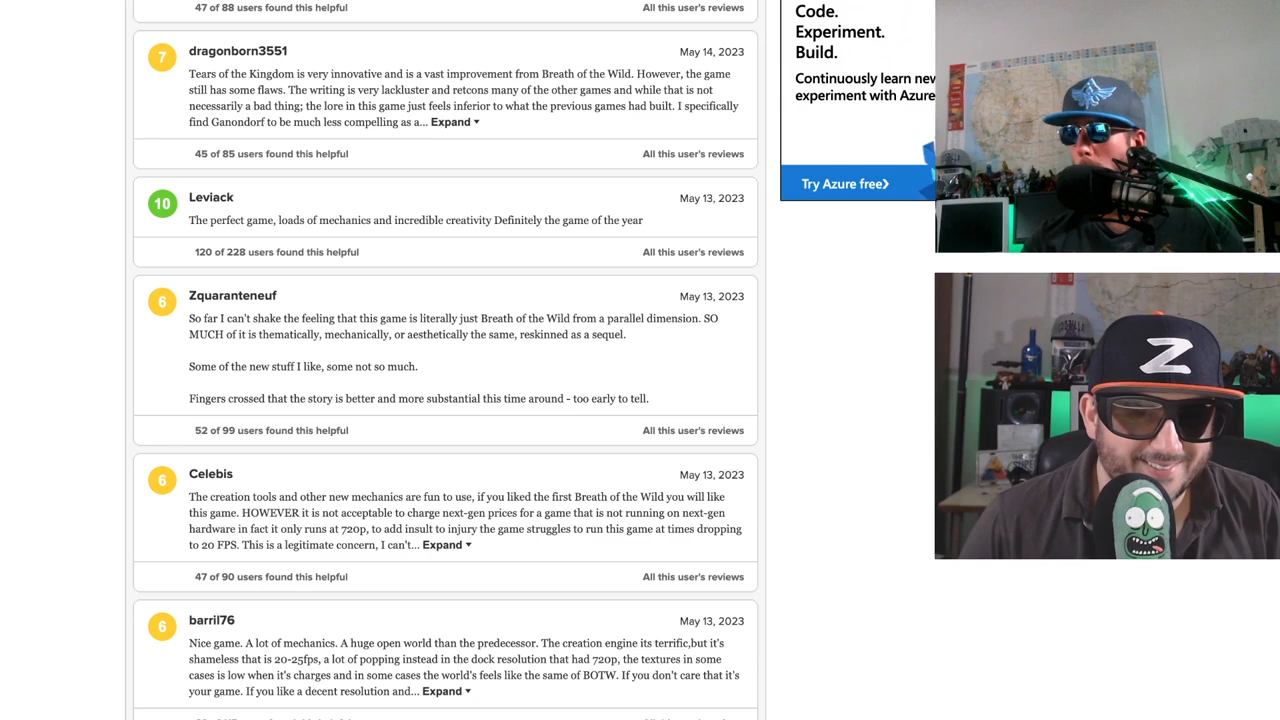 47 of 88 users found this helpful
All this user's reviews
7
dragonborn3551
May 14, 2023
Tears of the Kingdom is very innovative and is a vast improvement from Breath of the Wild. However, the game
still has some flaws. The writing is very lackluster and retcons many of the other games and while that is not
necessarily a bad thing; the lore in this game just feels inferior to what the previous games had built. I specifically
find Ganondorf to be much less compelling as a... Expand
45 of 85 users found this helpful
All this user's reviews
10
Leviack
May 13, 2023
The perfect game, loads of mechanics and incredible creativity Definitely the game of the year
120 of 228 users found this helpful
All this user's reviews
6
Zquaranteneuf
May 13, 2023
So far I can't shake the feeling that this game is literally just Breath of the Wild from a parallel dimension. SO
MUCH of it is thematically, mechanically, or aesthetically the same, reskinned as a sequel.
Some of the new stuff I like, some not so much.
Fingers crossed that the story is better and more substantial this time around - too early to tell.
52 of 99 users found this helpful
All this user's reviews
6
Celebis
May 13, 2023
The creation tools and other new mechanics are fun to use, if you liked the first Breath of the Wild you will like
this game. HOWEVER it is not acceptable to charge next-gen prices for a game that is not running on next-gen
hardware in fact it only runs at 720p, to add insult to injury the game struggles to run this game at times dropping
to 20 FPS. This is a legitimate concern, I can't... Expand
47 of 90 users found this helpful
All this user's reviews
6
barril76
May 13, 2023
Nice game. A lot of mechanics. A huge open world than the predecessor. The creation engine its terrific,but it's
shameless that is 20-25fps, a lot of popping instead in the dock resolution that had 720p, the textures in some
cases is low when it's charges and in some cases the world's feels like the same of BOTW. If you don't care that it's
your game. If you like a decent resolution and... Expand
Code.
Experiment.
Build.
Continuously learn new
experiment with Azure
Try Azure free>
Z